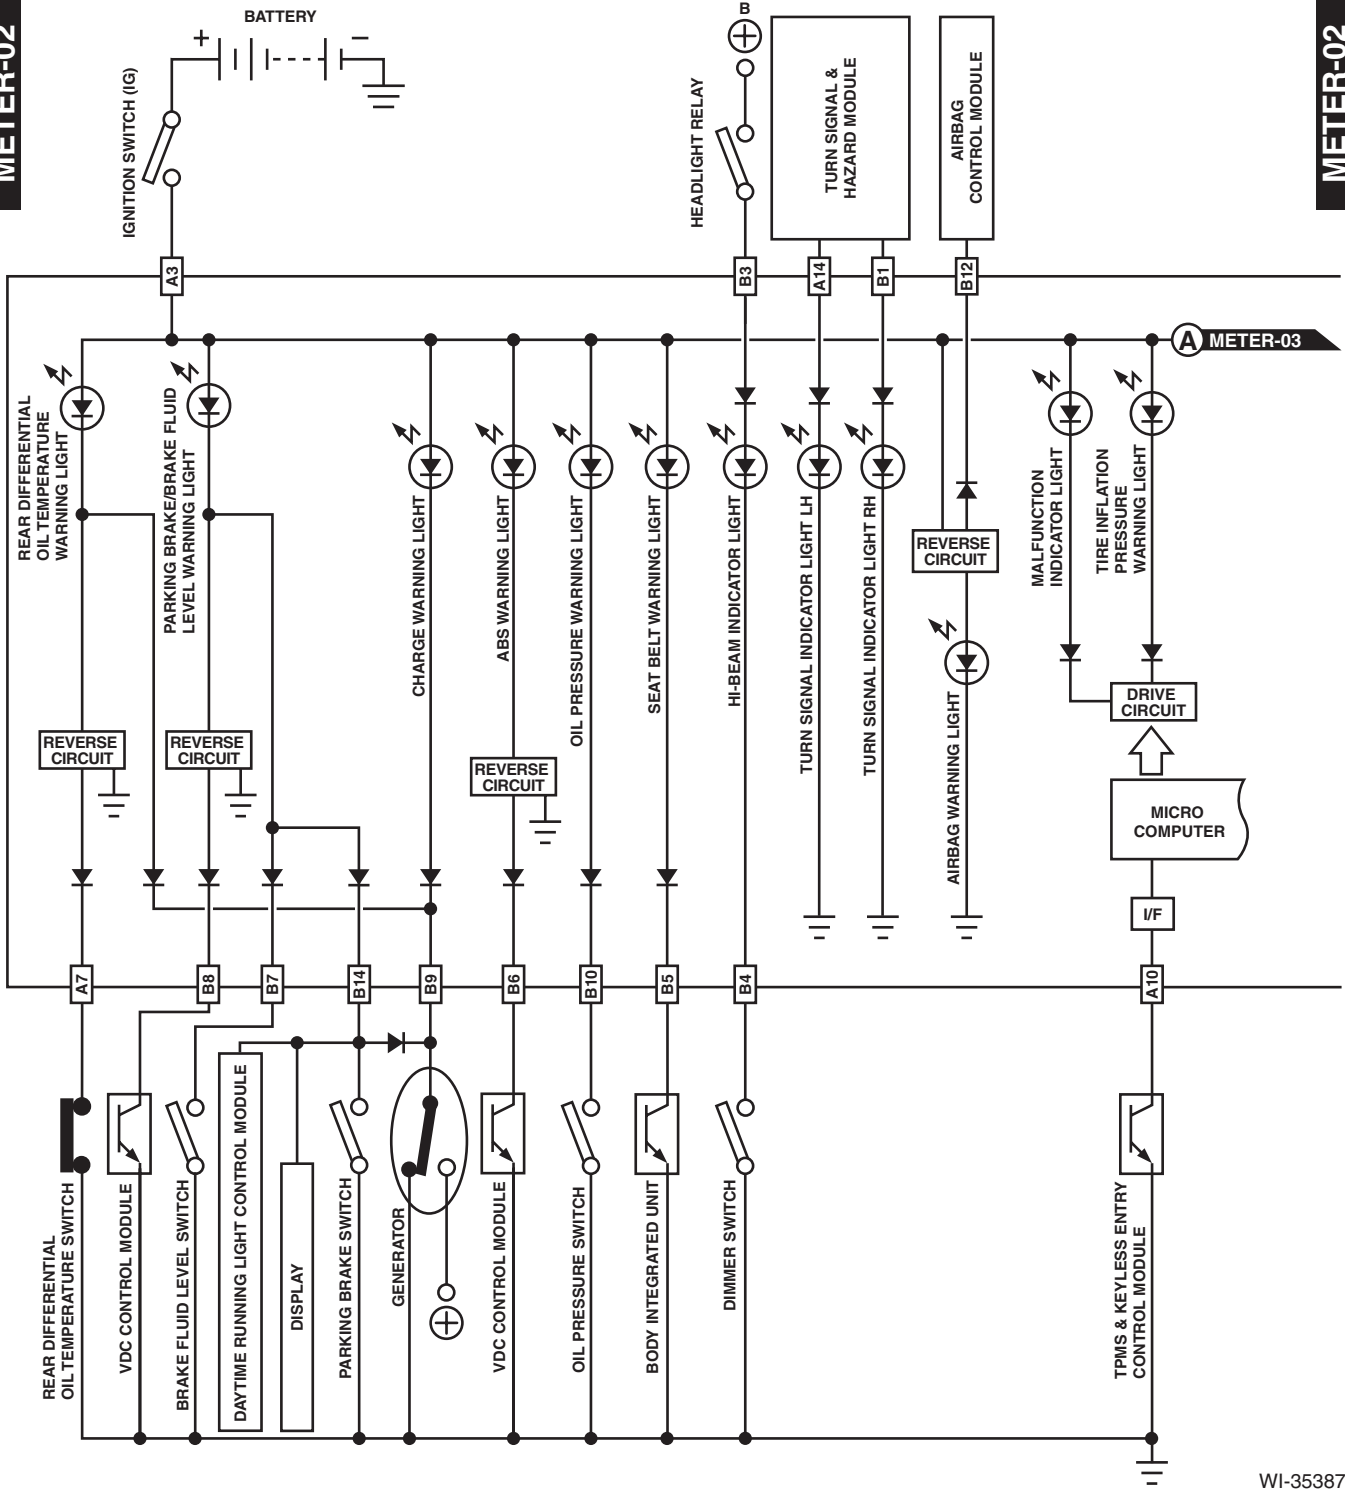 METER-02
METER-02
BATTERY
+
−
IGNITION SWITCH (IG)
B
HEADLIGHT RELAY
TURN SIGNAL &
HAZARD MODULE
AIRBAG
CONTROL MODULE
A3
B3
A14
B1
B12
A
METER-03
REAR DIFFERENTIAL
OIL TEMPERATURE
WARNING LIGHT
PARKING BRAKE/BRAKE FLUID
LEVEL WARNING LIGHT
CHARGE WARNING LIGHT
ABS WARNING LIGHT
OIL PRESSURE WARNING LIGHT
SEAT BELT WARNING LIGHT
HI-BEAM INDICATOR LIGHT
TURN SIGNAL INDICATOR LIGHT LH
TURN SIGNAL INDICATOR LIGHT RH
REVERSE
CIRCUIT
AIRBAG WARNING LIGHT
MALFUNCTION
INDICATOR LIGHT
TIRE INFLATION
PRESSURE
WARNING LIGHT
DRIVE
CIRCUIT
REVERSE
CIRCUIT
REVERSE
CIRCUIT
REVERSE
CIRCUIT
MICRO
COMPUTER
I/F
A7
B8
B7
B14
B9
B6
B10
B5
B4
A10
REAR DIFFERENTIAL
OIL TEMPERATURE SWITCH
VDC CONTROL MODULE
BRAKE FLUID LEVEL SWITCH
DAYTIME RUNNING LIGHT CONTROL MODULE
DISPLAY
PARKING BRAKE SWITCH
GENERATOR
VDC CONTROL MODULE
OIL PRESSURE SWITCH
BODY INTEGRATED UNIT
DIMMER SWITCH
TPMS & KEYLESS ENTRY
CONTROL MODULE
WI-35387